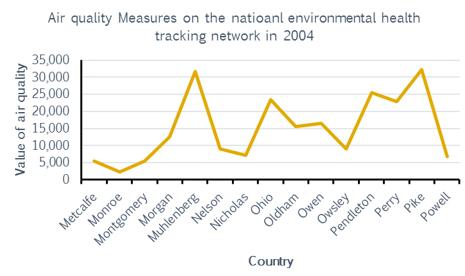 Air quality Measures on the natioanl environmental health
tracking network in 2004
Value of air quality
35,000
30,000
25,000
20,000
15,000
10,000
5,000
0
Metcalfe
Monroe
Montgomery
Morgan
Muhlenberg
Nelson
Nicholas
Ohio
Oldham
Owen
Owsley
Pendleton
Perry
Pike
Powell
Country